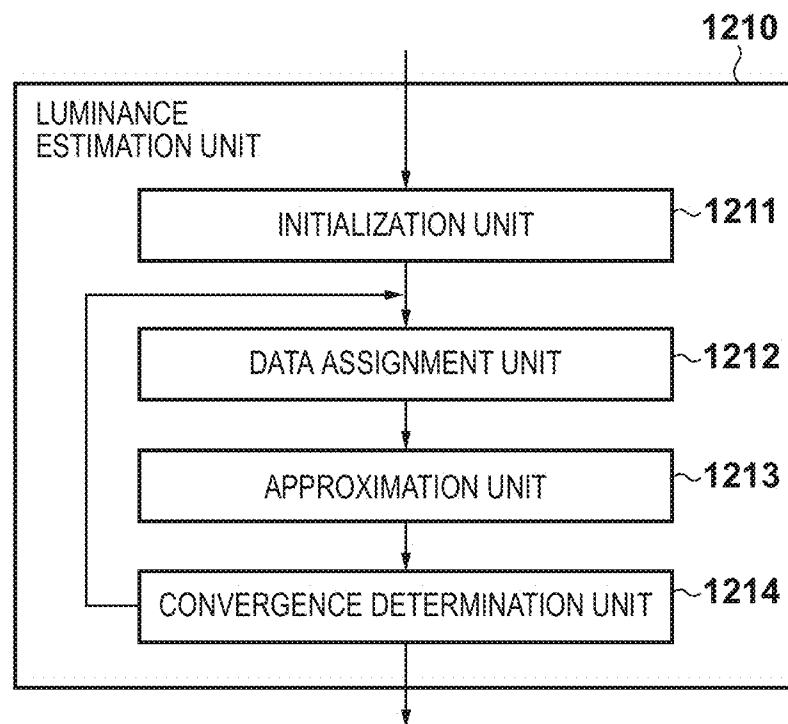 1210
LUMINANCE
ESTIMATION UNIT
INITIALIZATION UNIT
1211
DATA ASSIGNMENT UNIT
1212
APPROXIMATION UNIT
1213
CONVERGENCE DETERMINATION UNIT
1214